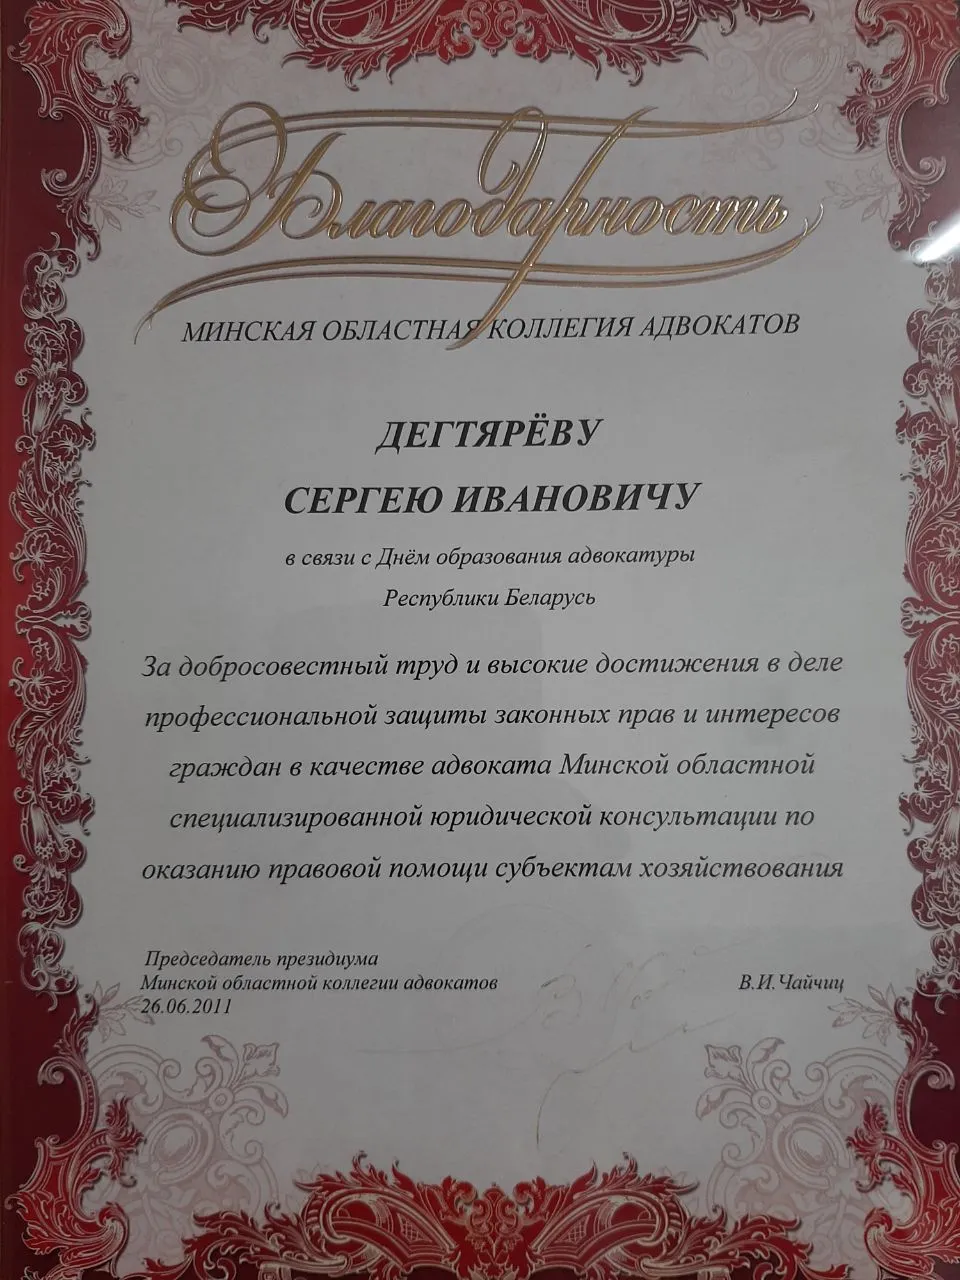 Благодарность
МИНСКАЯ ОБЛАСТНАЯ КОЛЛЕГИЯ АДВОКАТОВ
ДЕГТЯРЁВУ
СЕРГЕЮ ИВАНОВИЧУ
в связи с Днём образования адвокатуры
Республики Беларусь
За добросовестный труд и высокие достижения в деле
профессиональной защиты законных прав и интересов
граждан в качестве адвоката Минской областной
специализированной юридической консультации по
оказанию правовой помощи субъектам хозяйствования
Председатель президиума
Минской областной коллегии адвокатов В.И.Чайчиц
26.06.2011